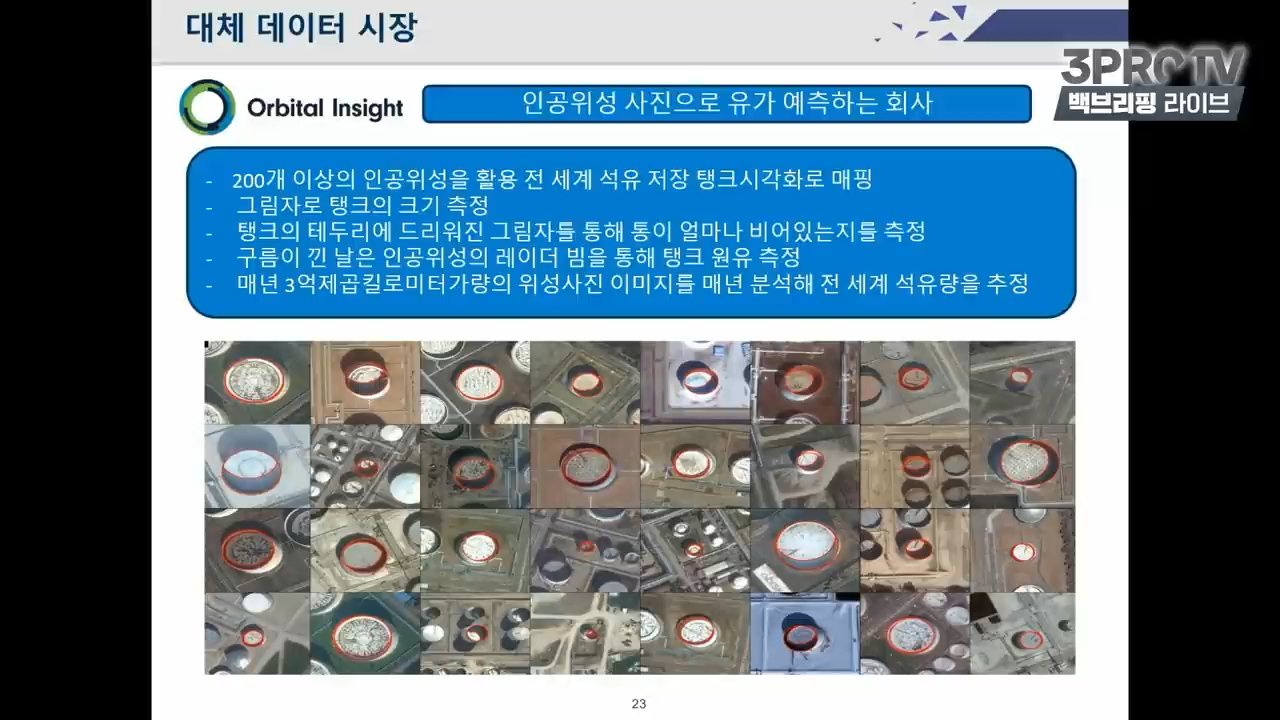 대체 데이터 시장
3PROTV
백브리핑 라이브
Orbital Insight
인공위성 사진으로 유가 예측하는 회사
- 200개 이상의 인공위성을 활용 전 세계 석유 저장 탱크시각화로 매핑
- 그림자로 탱크의 크기 측정
- 탱크의 테두리에 드리워진 그림자를 통해 통이 얼마나 비어있는지를 측정
- 구름이 낀 날은 인공위성의 레이더 빔을 통해 탱크 원유 측정
- 매년 3억제곱킬로미터가량의 위성사진 이미지를 매년 분석해 전 세계 석유량을 추정
23